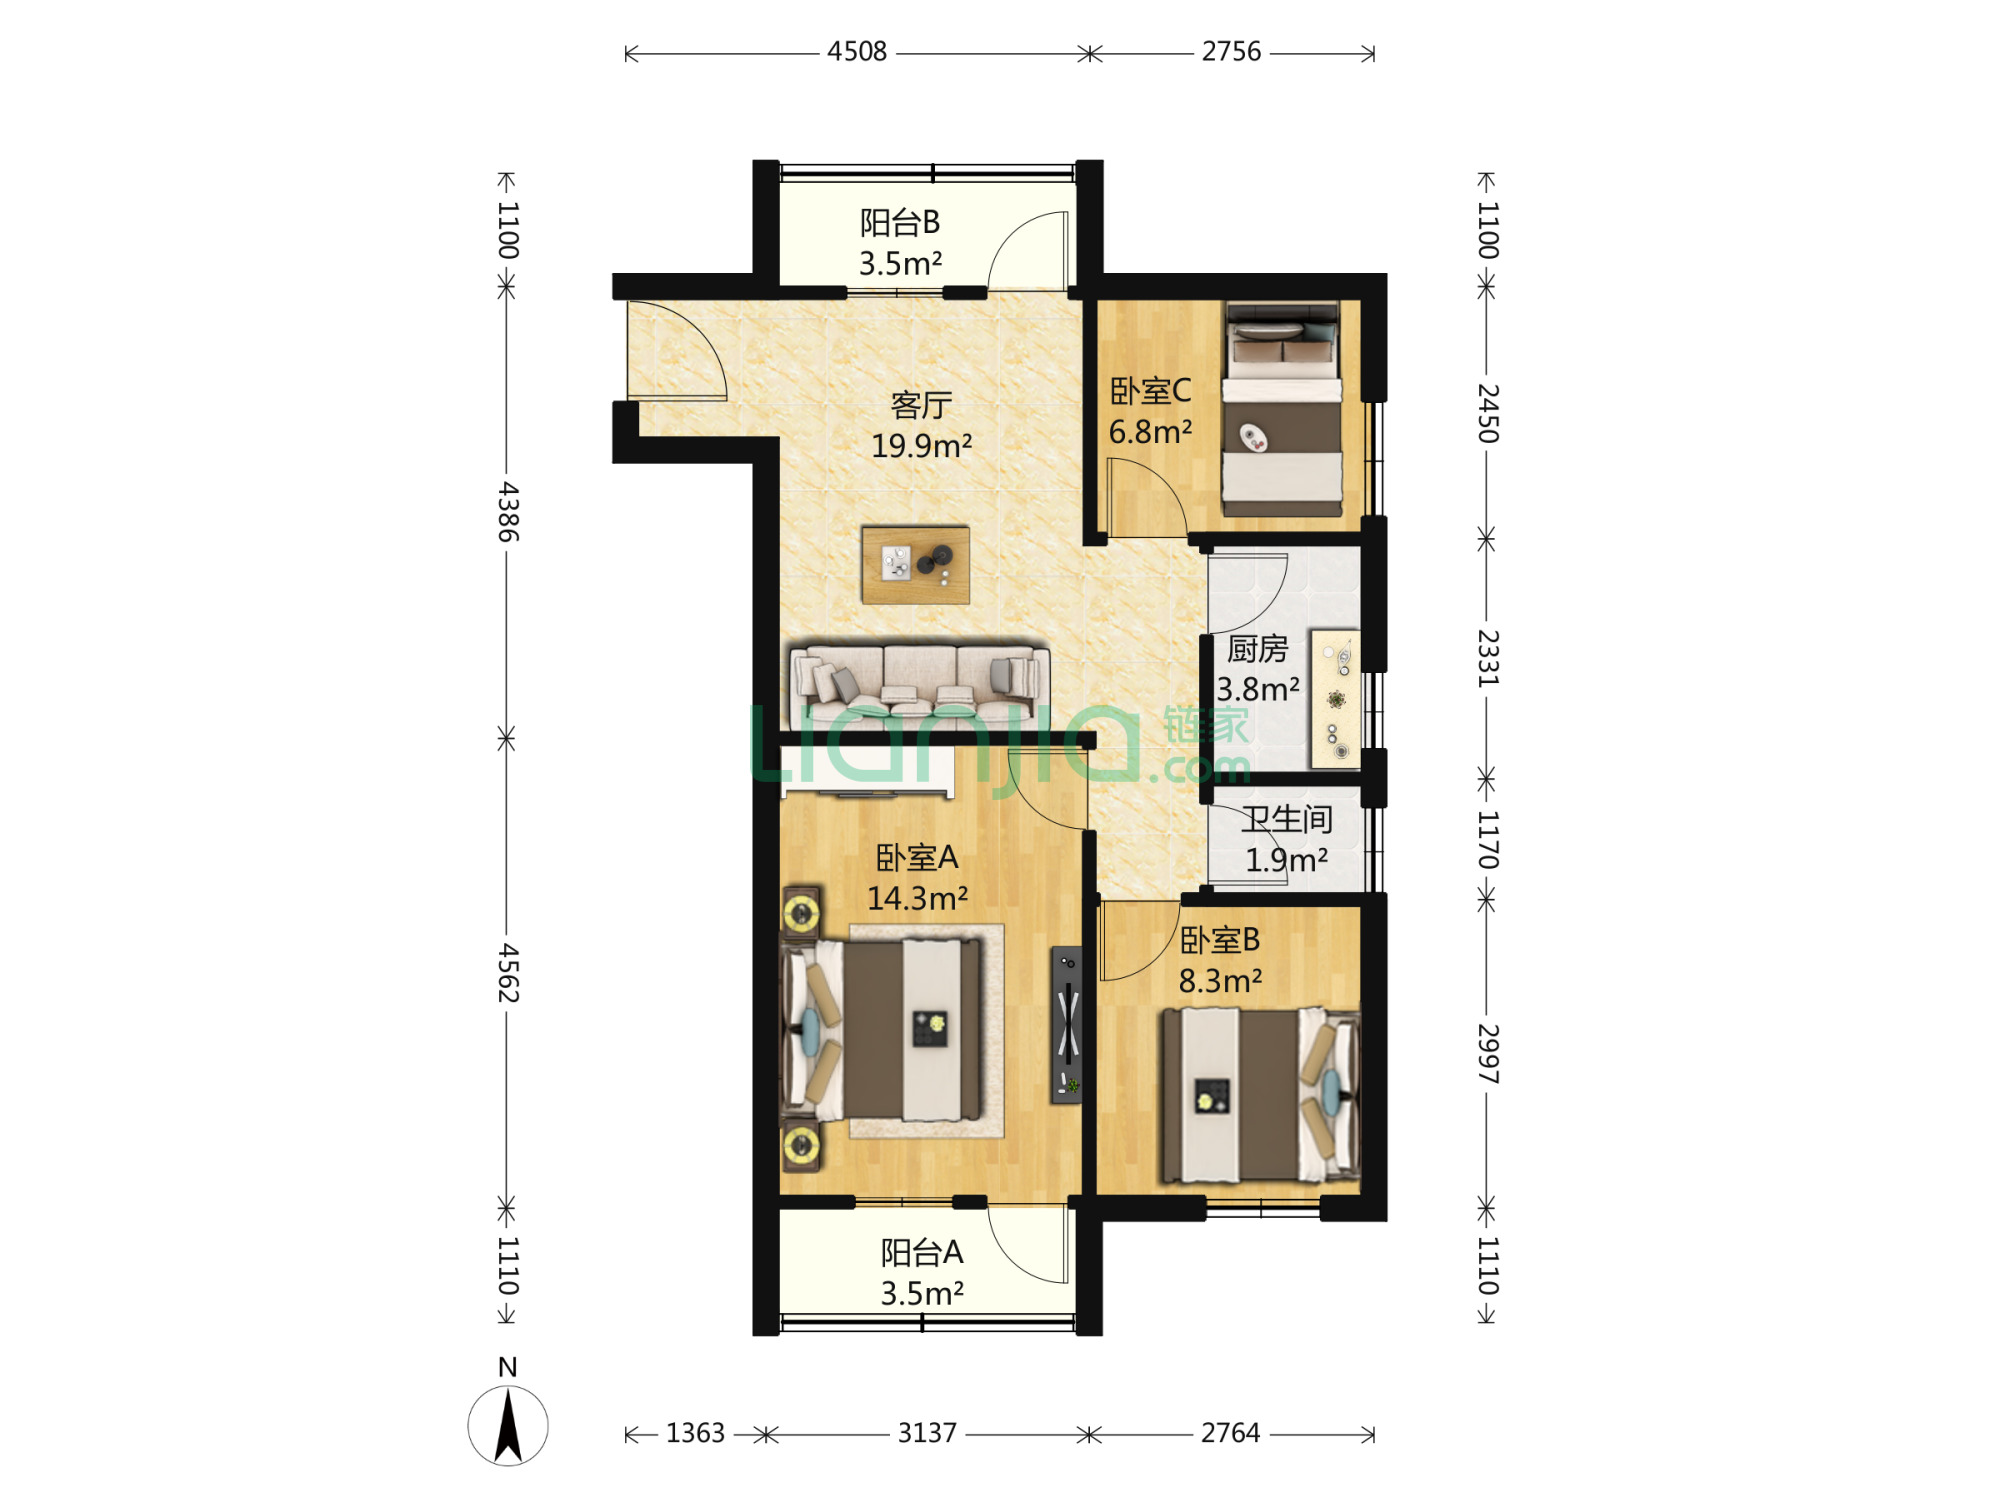 4508
2756
1100
1100
阳台B
3.5m²
客厅
19.9m²
卧室C
6.8m²
2450
4386
厨房
3.8m²
2331
Lianjia 链家
.com
卫生间
1.9m²
1170
卧室A
14.3m²
卧室B
8.3m²
4562
2997
阳台A
3.5m²
1110
1110
N
1363
3137
2764